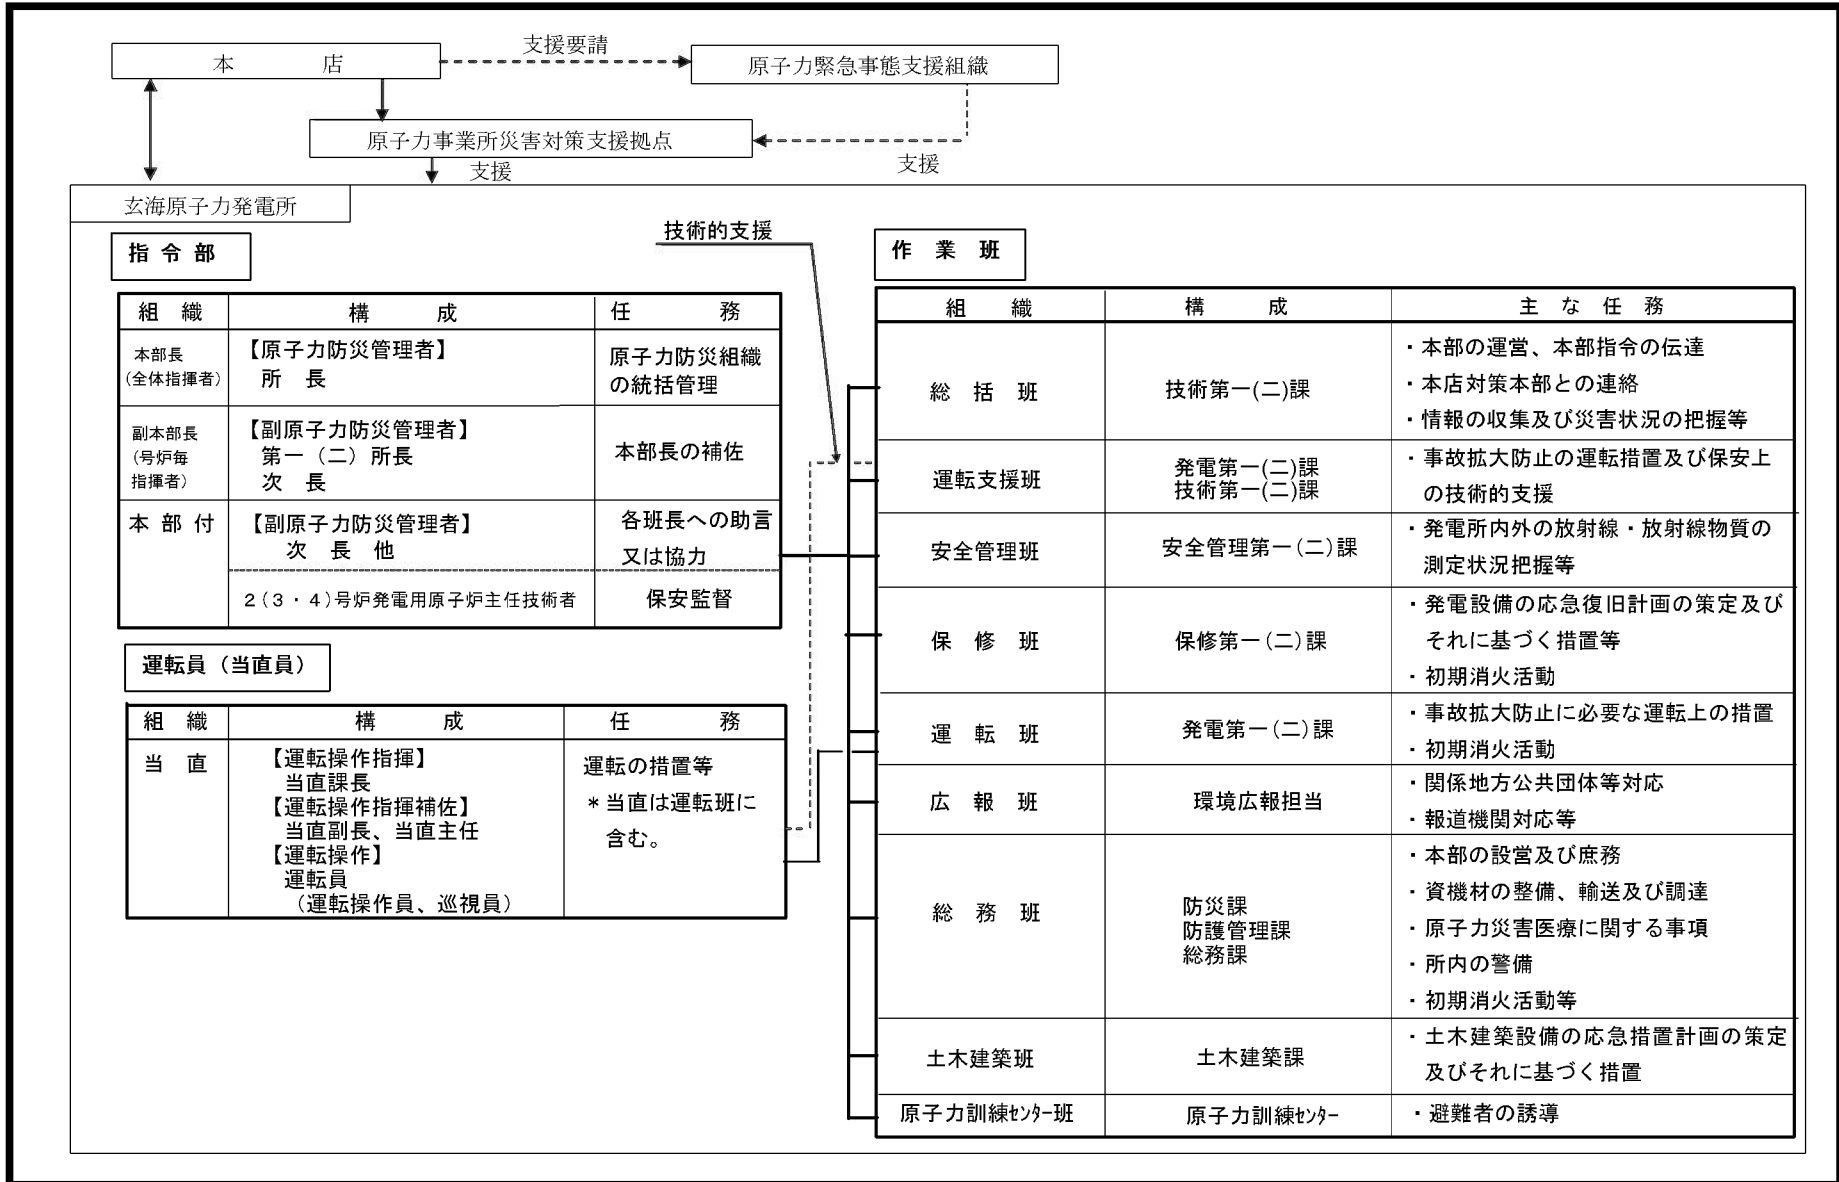 本店
支援要請
原子力緊急事態支援組織
原子力事業所災害対策支援拠点
支援
支援
玄海原子力発電所
指令部
組織 構成 任務
本部長
(全体指揮者)
【原子力防災管理者】
所長
原子力防災組織
の統括管理
副本部長
(号炉毎
指揮者)
【副原子力防災管理者】
第一（二）所長
次長
本部長の補佐
本部付
【副原子力防災管理者】
次長他
各班長への助言
又は協力
2(3・4)号炉発電用原子炉主任技術者
保安監督
運転員（当直員）
組織 構成 任務
当直
【運転操作指揮】
当直課長
【運転操作指揮補佐】
当直副長、当直主任
【運転操作】
運転員
（運転操作員、巡視員）
運転の措置等
＊当直は運転班に
含む。
技術的支援
作業班
組織 構成 主な任務
総括班
技術第一(二)課
・本部の運営、本部指令の伝達
・本店対策本部との連絡
・情報の収集及び災害状況の把握等
運転支援班
発電第一(二)課
技術第一(二)課
・事故拡大防止の運転措置及び保安上
の技術的支援
安全管理班
安全管理第一(二)課
・発電所内外の放射線・放射線物質の
測定状況把握等
保修班
保修第一(二)課
・発電設備の応急復旧計画の策定及び
それに基づく措置等
・初期消火活動
運転班
発電第一(二)課
・事故拡大防止に必要な運転上の措置
・初期消火活動
広報班
環境広報担当
・関係地方公共団体等対応
・報道機関対応等
総務班
防災課
防護管理課
総務課
・本部の設営及び庶務
・資機材の整備、輸送及び調達
・原子力災害医療に関する事項
・所内の警備
・初期消火活動等
土木建築班
土木建築課
・土木建築設備の応急措置計画の策定
及びそれに基づく措置
原子力訓練ｾﾝﾀｰ班
原子力訓練ｾﾝﾀｰ
・避難者の誘導